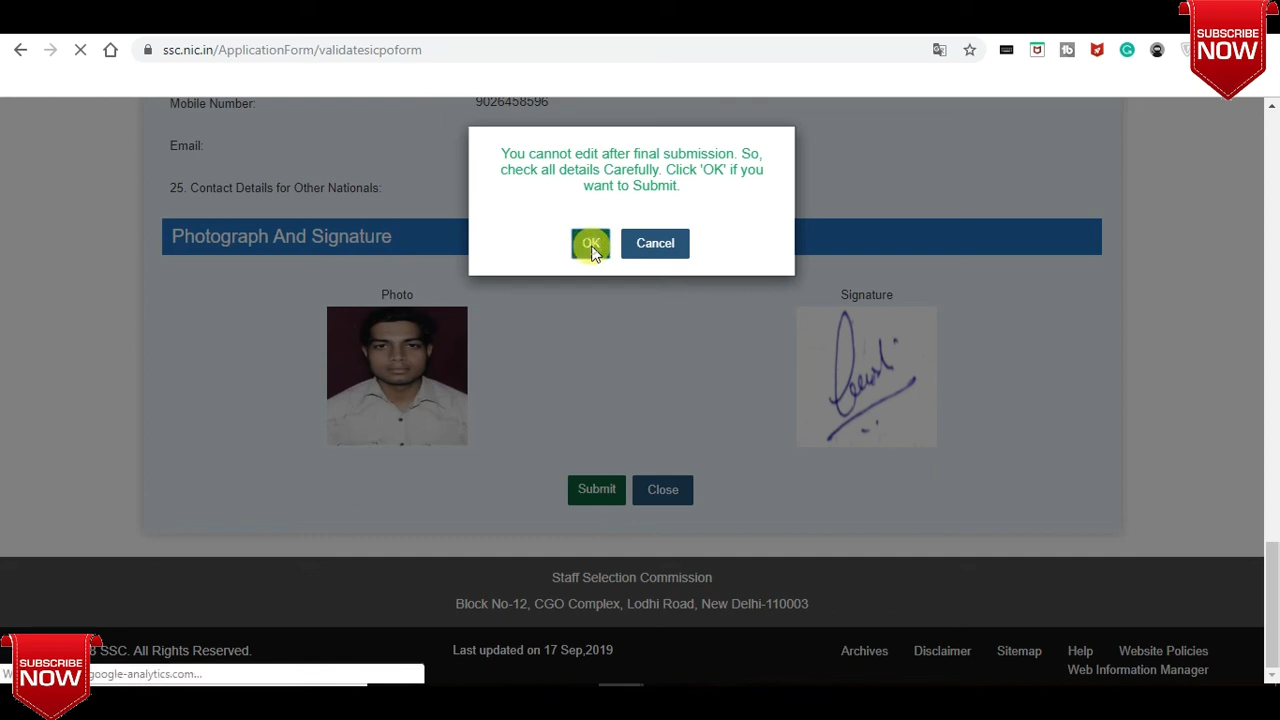 SUBSCRIBE
NOW
ssc.nic.in/ApplicationForm/validatesicpoform
Mobile Number:
9026458596
Email:
25. Contact Details for Other Nationals:
You cannot edit after final submission. So,
check all details Carefully. Click 'OK' if you
want to Submit.
OK
Cancel
Photograph And Signature
Photo
Signature
Submit
Close
Staff Selection Commission
Block No-12, CGO Complex, Lodhi Road, New Delhi-110003
8 SSC. All Rights Reserved.
Last updated on 17 Sep,2019
Archives
Disclaimer
Sitemap
Help
Website Policies
Web Information Manager
SUBSCRIBE
NOW
google-analytics.com...